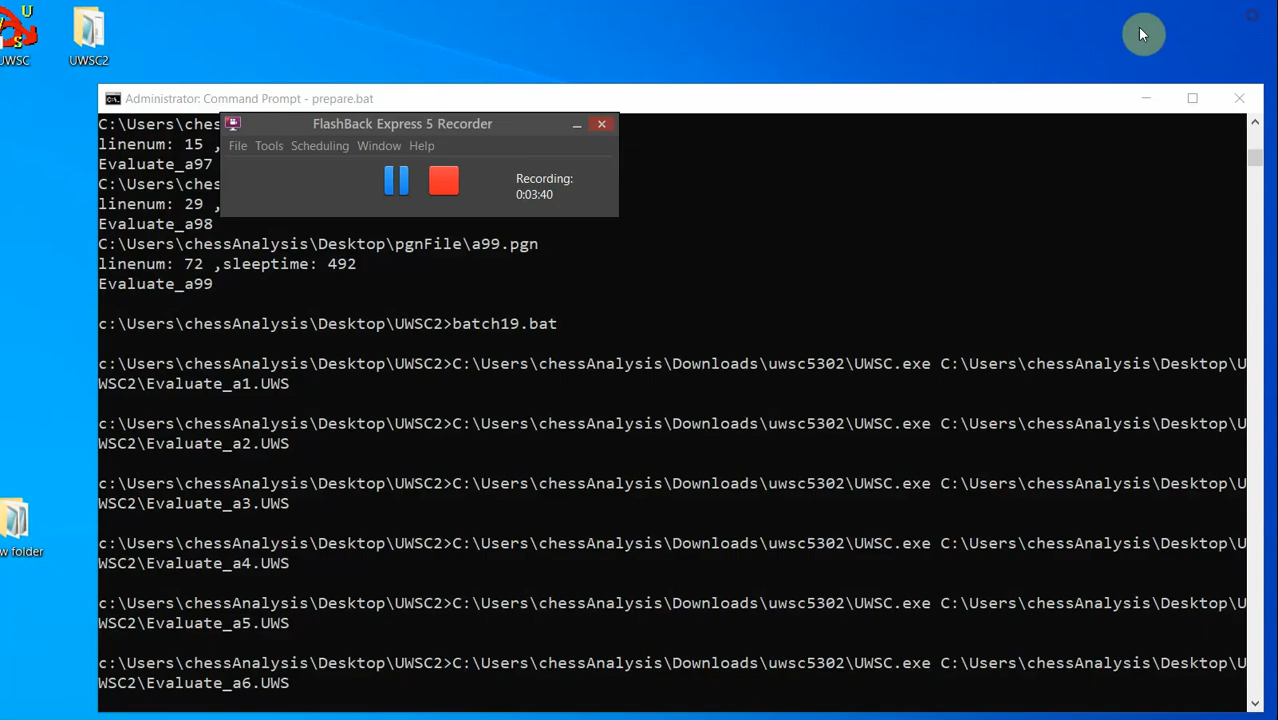 U
S
UWSC
UWSC2
Administrator: Command Prompt - prepare.bat
FlashBack Express 5 Recorder
File Tools Scheduling Window Help
Recording:
0:03:40
C:\Users\chess
linenum: 15 ,
Evaluate_a97
C:\Users\chess
linenum: 29 ,
Evaluate_a98
C:\Users\chessAnalysis\Desktop\pgnFile\a99.pgn
linenum: 72 ,sleeptime: 492
Evaluate_a99
c:\Users\chessAnalysis\Desktop\UWSC2>batch19.bat
c:\Users\chessAnalysis\Desktop\UWSC2>C:\Users\chessAnalysis\Downloads\uwsc5302\UWSC.exe C:\Users\chessAnalysis\Desktop\U
WSC2\Evaluate_a1.UWS
c:\Users\chessAnalysis\Desktop\UWSC2>C:\Users\chessAnalysis\Downloads\uwsc5302\UWSC.exe C:\Users\chessAnalysis\Desktop\U
WSC2\Evaluate_a2.UWS
c:\Users\chessAnalysis\Desktop\UWSC2>C:\Users\chessAnalysis\Downloads\uwsc5302\UWSC.exe C:\Users\chessAnalysis\Desktop\U
WSC2\Evaluate_a3.UWS
c:\Users\chessAnalysis\Desktop\UWSC2>C:\Users\chessAnalysis\Downloads\uwsc5302\UWSC.exe C:\Users\chessAnalysis\Desktop\U
WSC2\Evaluate_a4.UWS
c:\Users\chessAnalysis\Desktop\UWSC2>C:\Users\chessAnalysis\Downloads\uwsc5302\UWSC.exe C:\Users\chessAnalysis\Desktop\U
WSC2\Evaluate_a5.UWS
c:\Users\chessAnalysis\Desktop\UWSC2>C:\Users\chessAnalysis\Downloads\uwsc5302\UWSC.exe C:\Users\chessAnalysis\Desktop\U
WSC2\Evaluate_a6.UWS
w folder